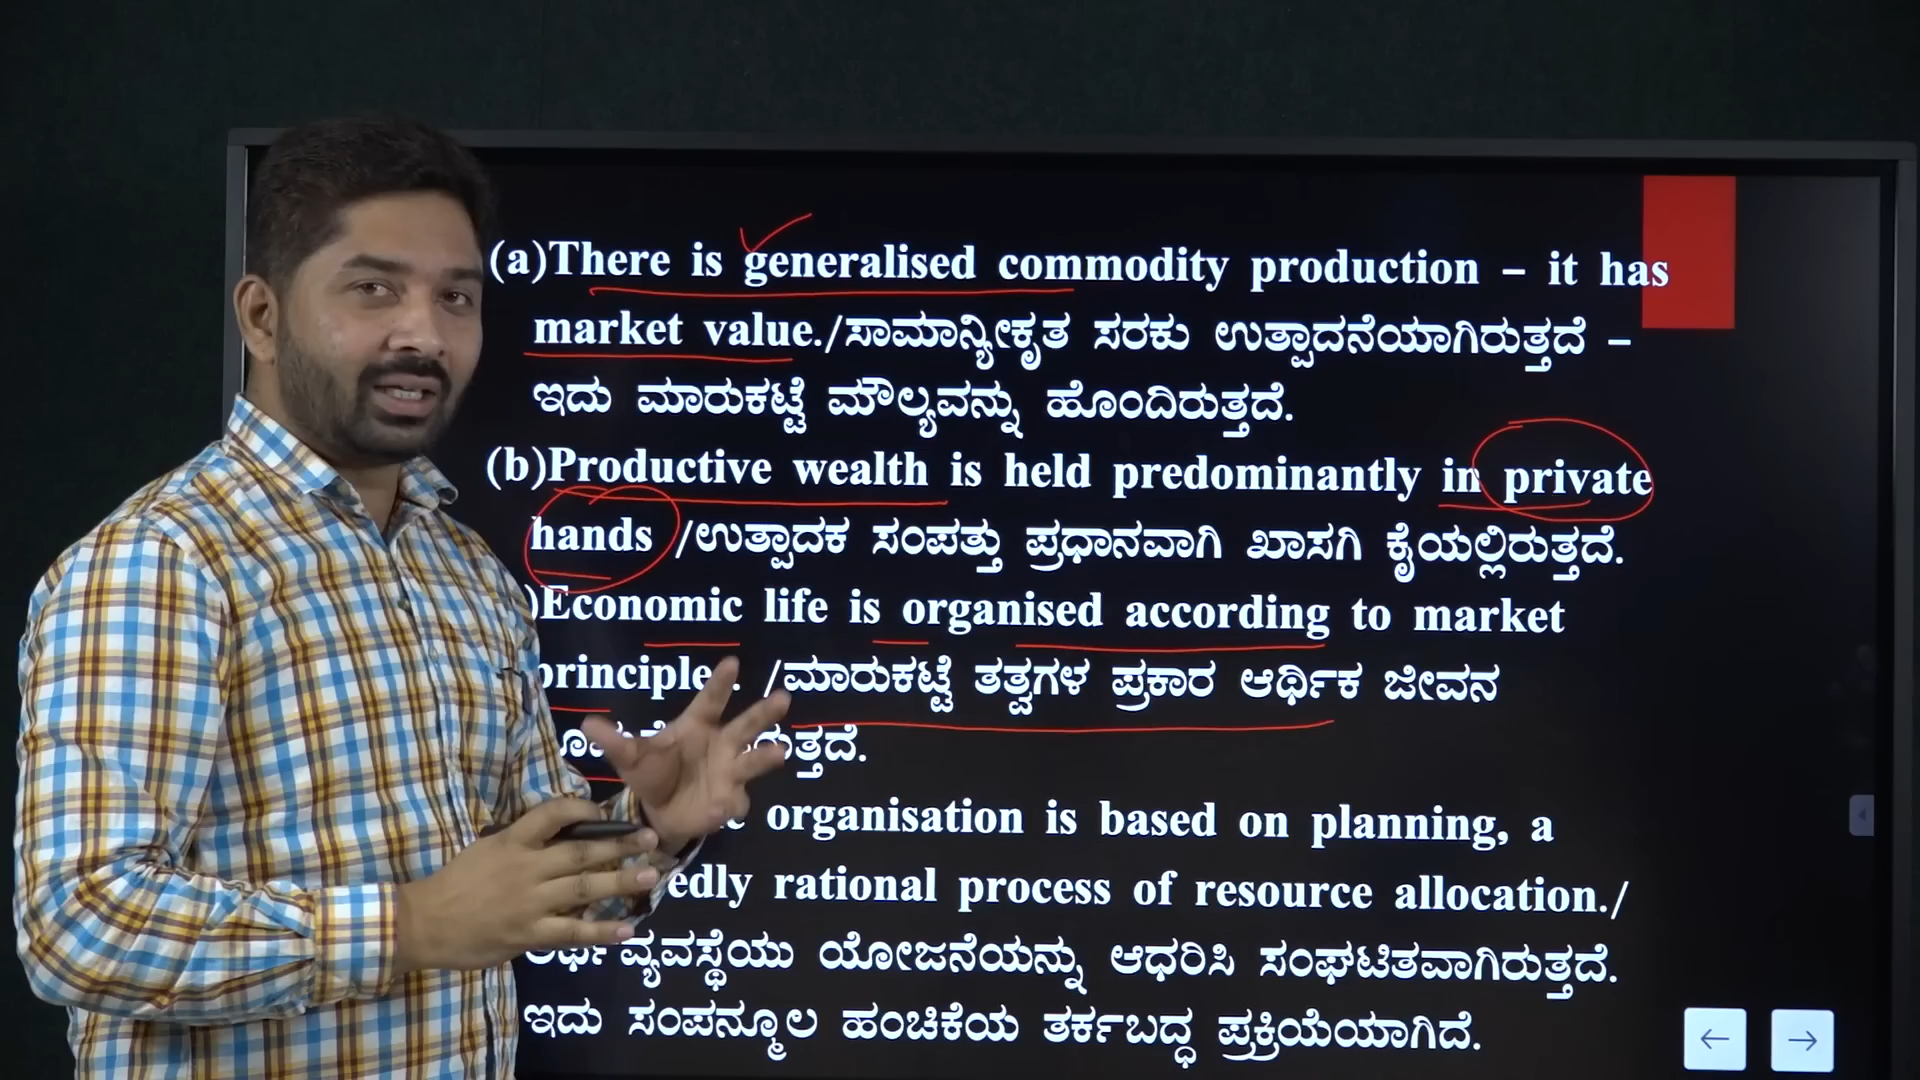 (a)There is generalised commodity production – it has
market value./ಸಾಮಾನ್ಯೀಕೃತ ಸರಕು ಉತ್ಪಾದನೆಯಾಗಿರುತ್ತದೆ –
ಇದು ಮಾರುಕಟ್ಟೆ ಮೌಲ್ಯವನ್ನು ಹೊಂದಿರುತ್ತದೆ.
(b)Productive wealth is held predominantly in private
hands /ಉತ್ಪಾದಕ ಸಂಪತ್ತು ಪ್ರಧಾನವಾಗಿ ಖಾಸಗಿ ಕೈಯಲ್ಲಿರುತ್ತದೆ.
)Economic life is organised according to market
/ಮಾರುಕಟ್ಟೆ ತತ್ವಗಳ ಪ್ರಕಾರ ಆರ್ಥಿಕ ಜೀವನ
organisation is based on planning, a
rational process of resource allocation./
ವ್ಯವಸ್ಥೆಯು ಯೋಜನೆಯನ್ನು ಆಧರಿಸಿ ಸಂಘಟಿತವಾಗಿರುತ್ತದೆ.
ಇದು ಸಂಪನ್ಮೂಲ ಹಂಚಿಕೆಯ ತರ್ಕಬದ್ಧ ಪ್ರಕ್ರಿಯೆಯಾಗಿದೆ.